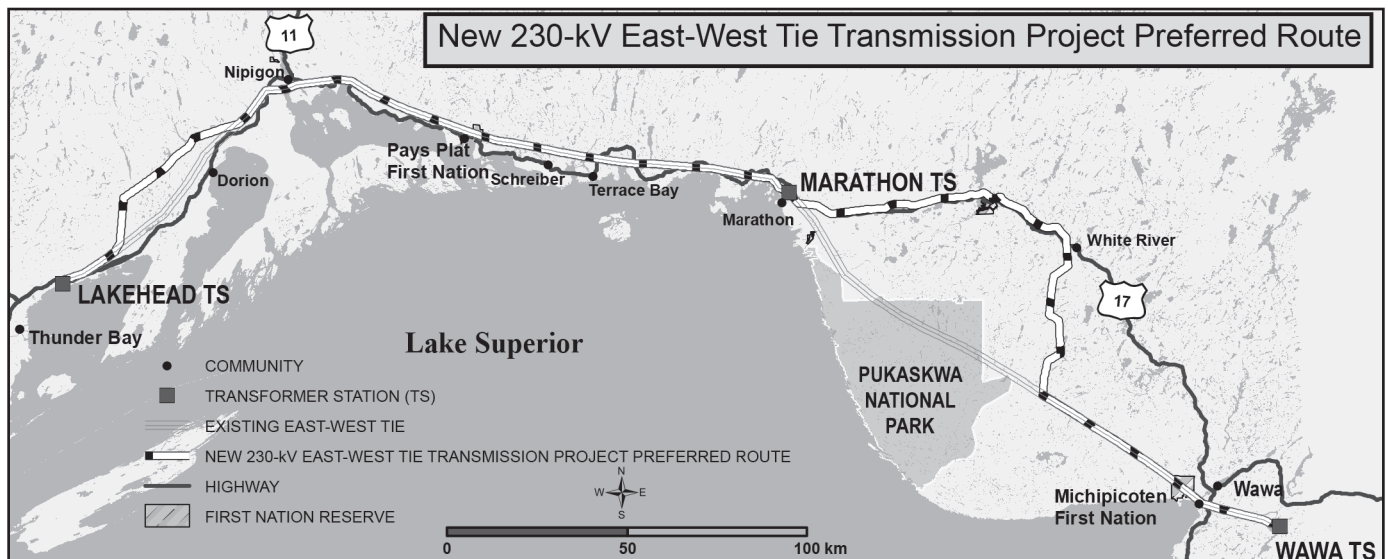 New 230-kV East-West Tie Transmission Project Preferred Route
11
Nipigon
Dorion
Pays Plat
First Nation
Schreiber
Terrace Bay
MARATHON TS
Marathon
White River
17
LAKEHEAD TS
Thunder Bay
Lake Superior
PUKASKWA
NATIONAL
PARK
COMMUNITY
TRANSFORMER STATION (TS)
EXISTING EAST-WEST TIE
NEW 230-kV EAST-WEST TIE TRANSMISSION PROJECT PREFERRED ROUTE
HIGHWAY
FIRST NATION RESERVE
N
W E
S
0 50 100 km
Michipicoten
First Nation
Wawa
WAWA TS